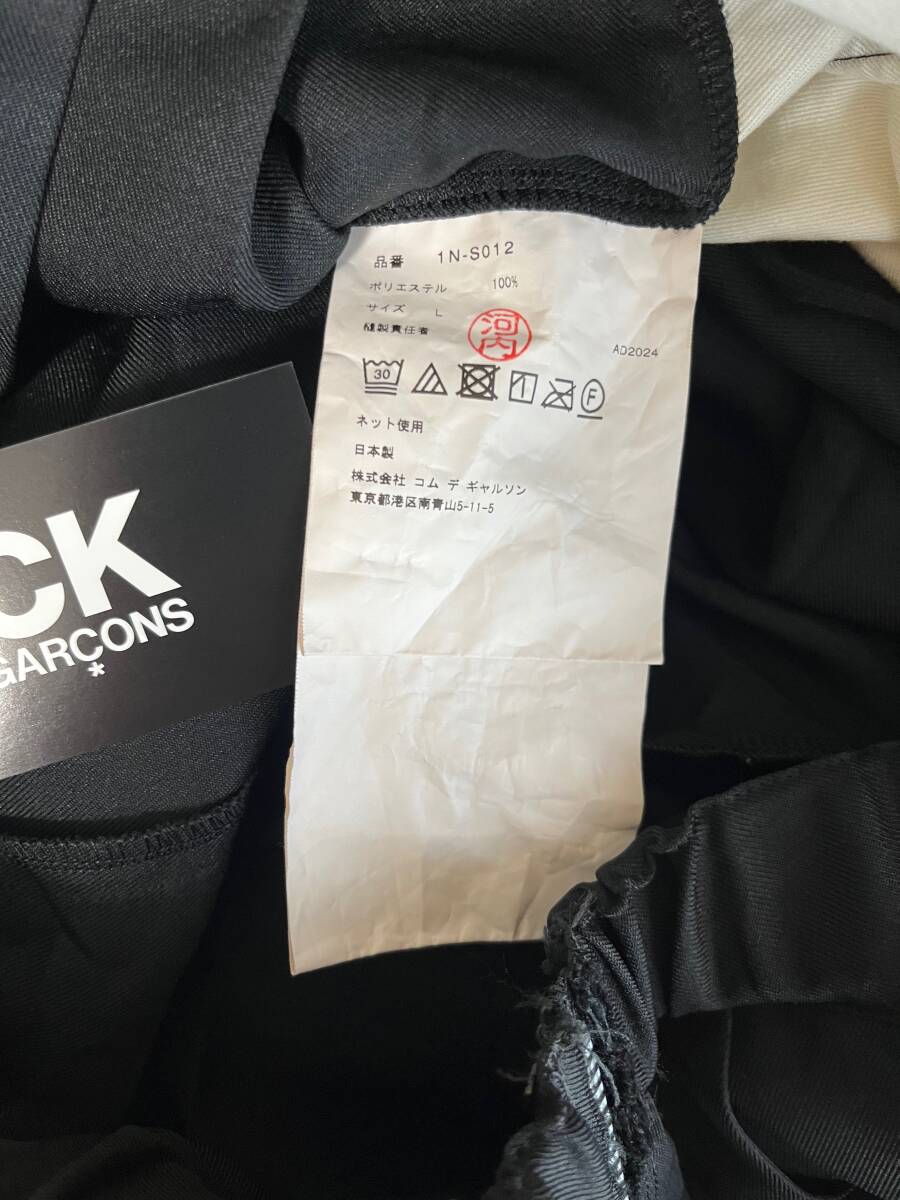 品番 1N-S012
ポリエステル 100%
サイズ L
縫製責任者 河内
AD2024
30 F
ネット使用
日本製
株式会社 コム デ ギャルソン
東京都港区南青山5-11-5
CK
GARCONS
*